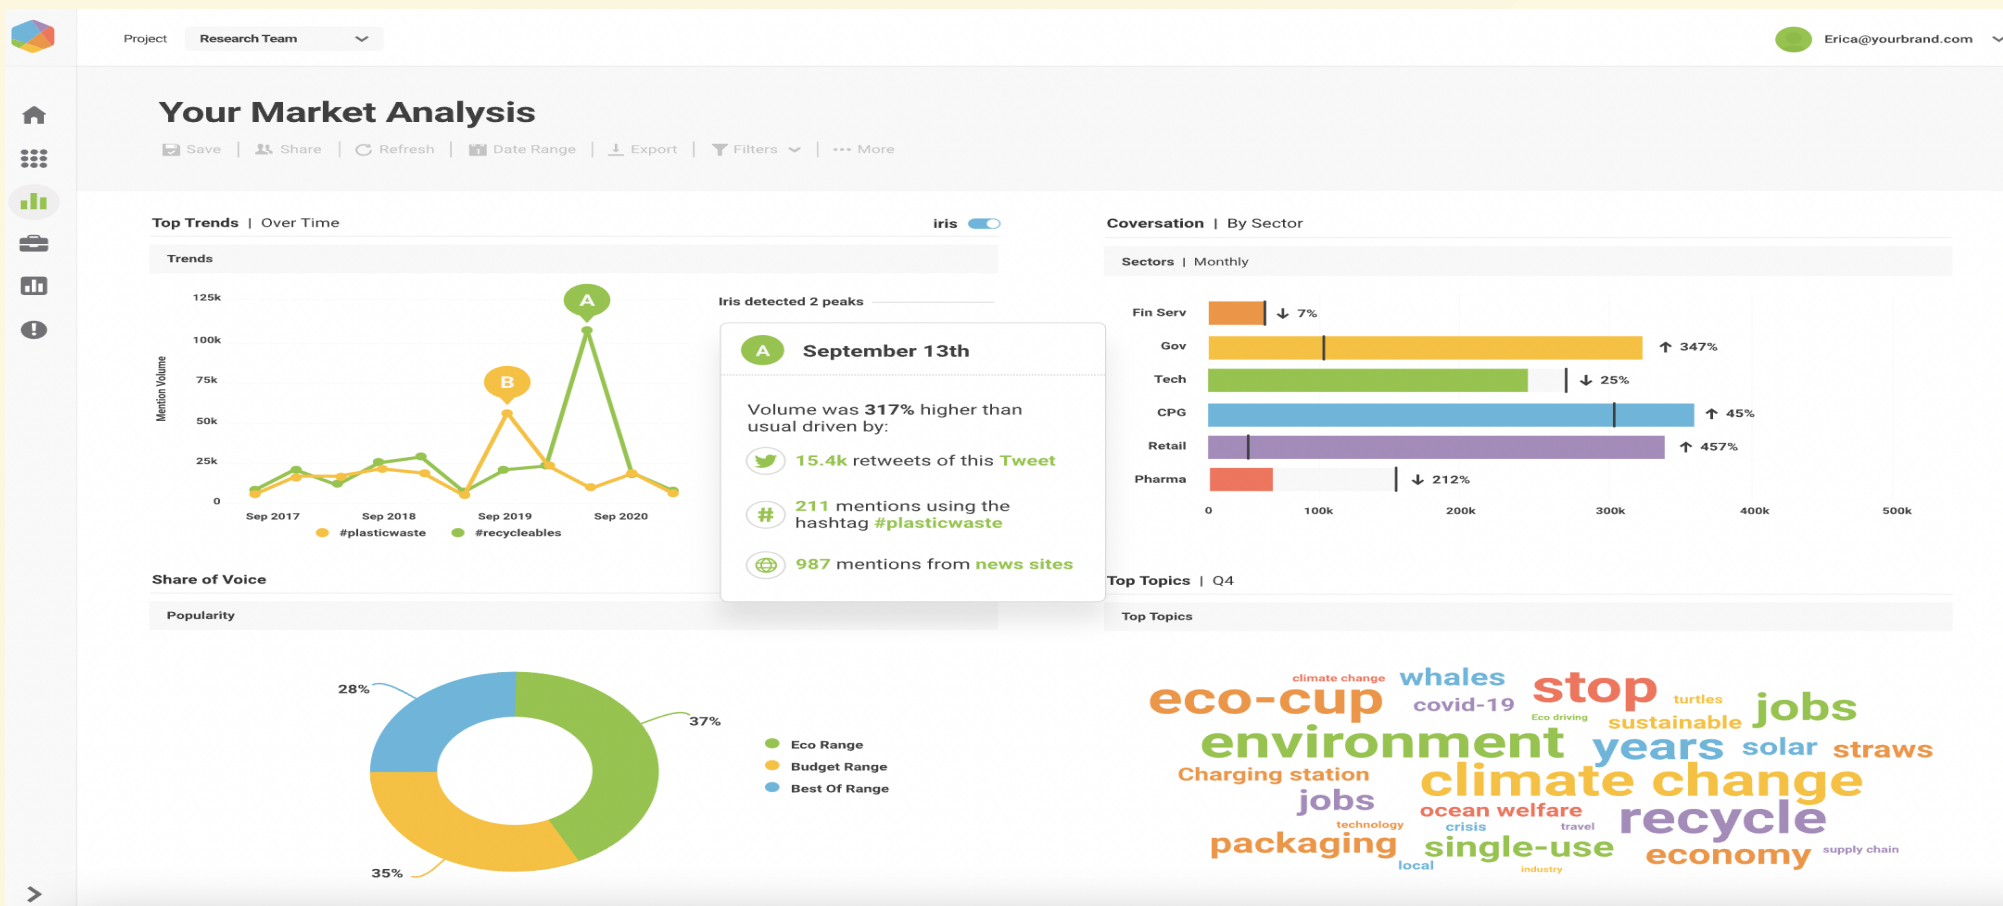 Project Research Team
Erica@yourbrand.com
Your Market Analysis
Save | Share | Refresh | Date Range | Export | Filters | More
Top Trends | Over Time
iris
Trends
125k
100k
75k
50k
25k
0
Mention Volume
A
B
Sep 2017 Sep 2018 Sep 2019 Sep 2020
#plasticwaste #recycleables
Iris detected 2 peaks
A September 13th
Volume was 317% higher than
usual driven by:
15.4k retweets of this Tweet
# 211 mentions using the
hashtag #plasticwaste
987 mentions from news sites
Coversation | By Sector
Sectors | Monthly
Fin Serv 7%
Gov 347%
Tech 25%
CPG 45%
Retail 457%
Pharma 212%
0 100k 200k 300k 400k 500k
Share of Voice
Popularity
28%
37%
35%
Eco Range
Budget Range
Best Of Range
Top Topics | Q4
Top Topics
climate change whales stop turtles
eco-cup covid-19 Eco driving sustainable jobs
environment years solar straws
Charging station climate change
jobs ocean welfare recycle
technology crisis travel
packaging single-use economy supply chain
local industry